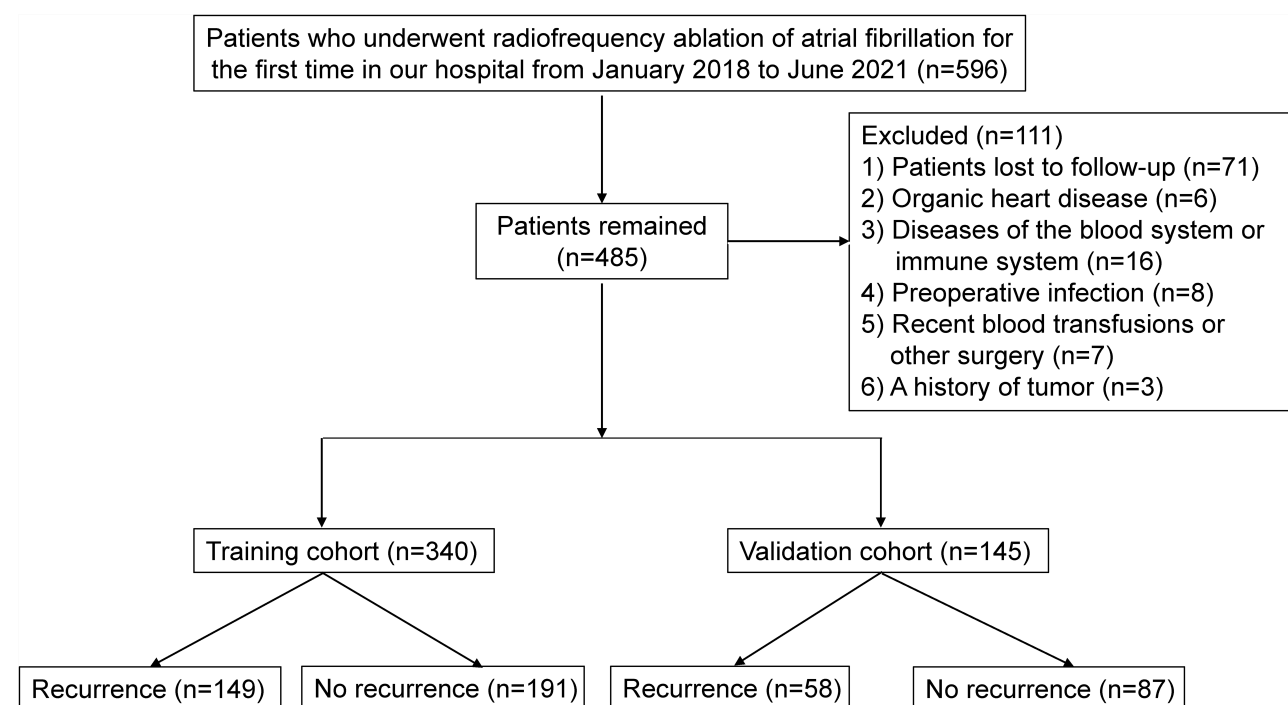 Patients who underwent radiofrequency ablation of atrial fibrillation for
the first time in our hospital from January 2018 to June 2021 (n=596)
Excluded (n=111)
1) Patients lost to follow-up (n=71)
2) Organic heart disease (n=6)
3) Diseases of the blood system or
immune system (n=16)
4) Preoperative infection (n=8)
5) Recent blood transfusions or
other surgery (n=7)
6) A history of tumor (n=3)
Patients remained
(n=485)
Training cohort (n=340)
Validation cohort (n=145)
Recurrence (n=149)
No recurrence (n=191)
Recurrence (n=58)
No recurrence (n=87)